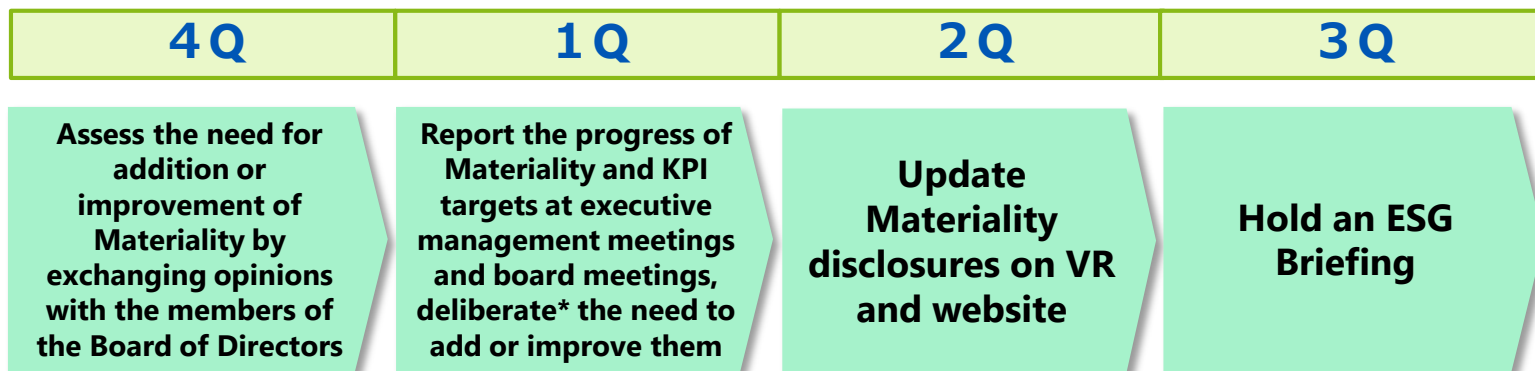 4Q
1Q
2Q
3Q
Assess the need for
addition or
improvement of
Materiality by
exchanging opinions
with the members of
the Board of Directors
Report the progress of
Materiality and KPI
targets at executive
management meetings
and board meetings,
deliberate* the need to
add or improve them
Update
Materiality
disclosures on VR
and website
Hold an ESG
Briefing